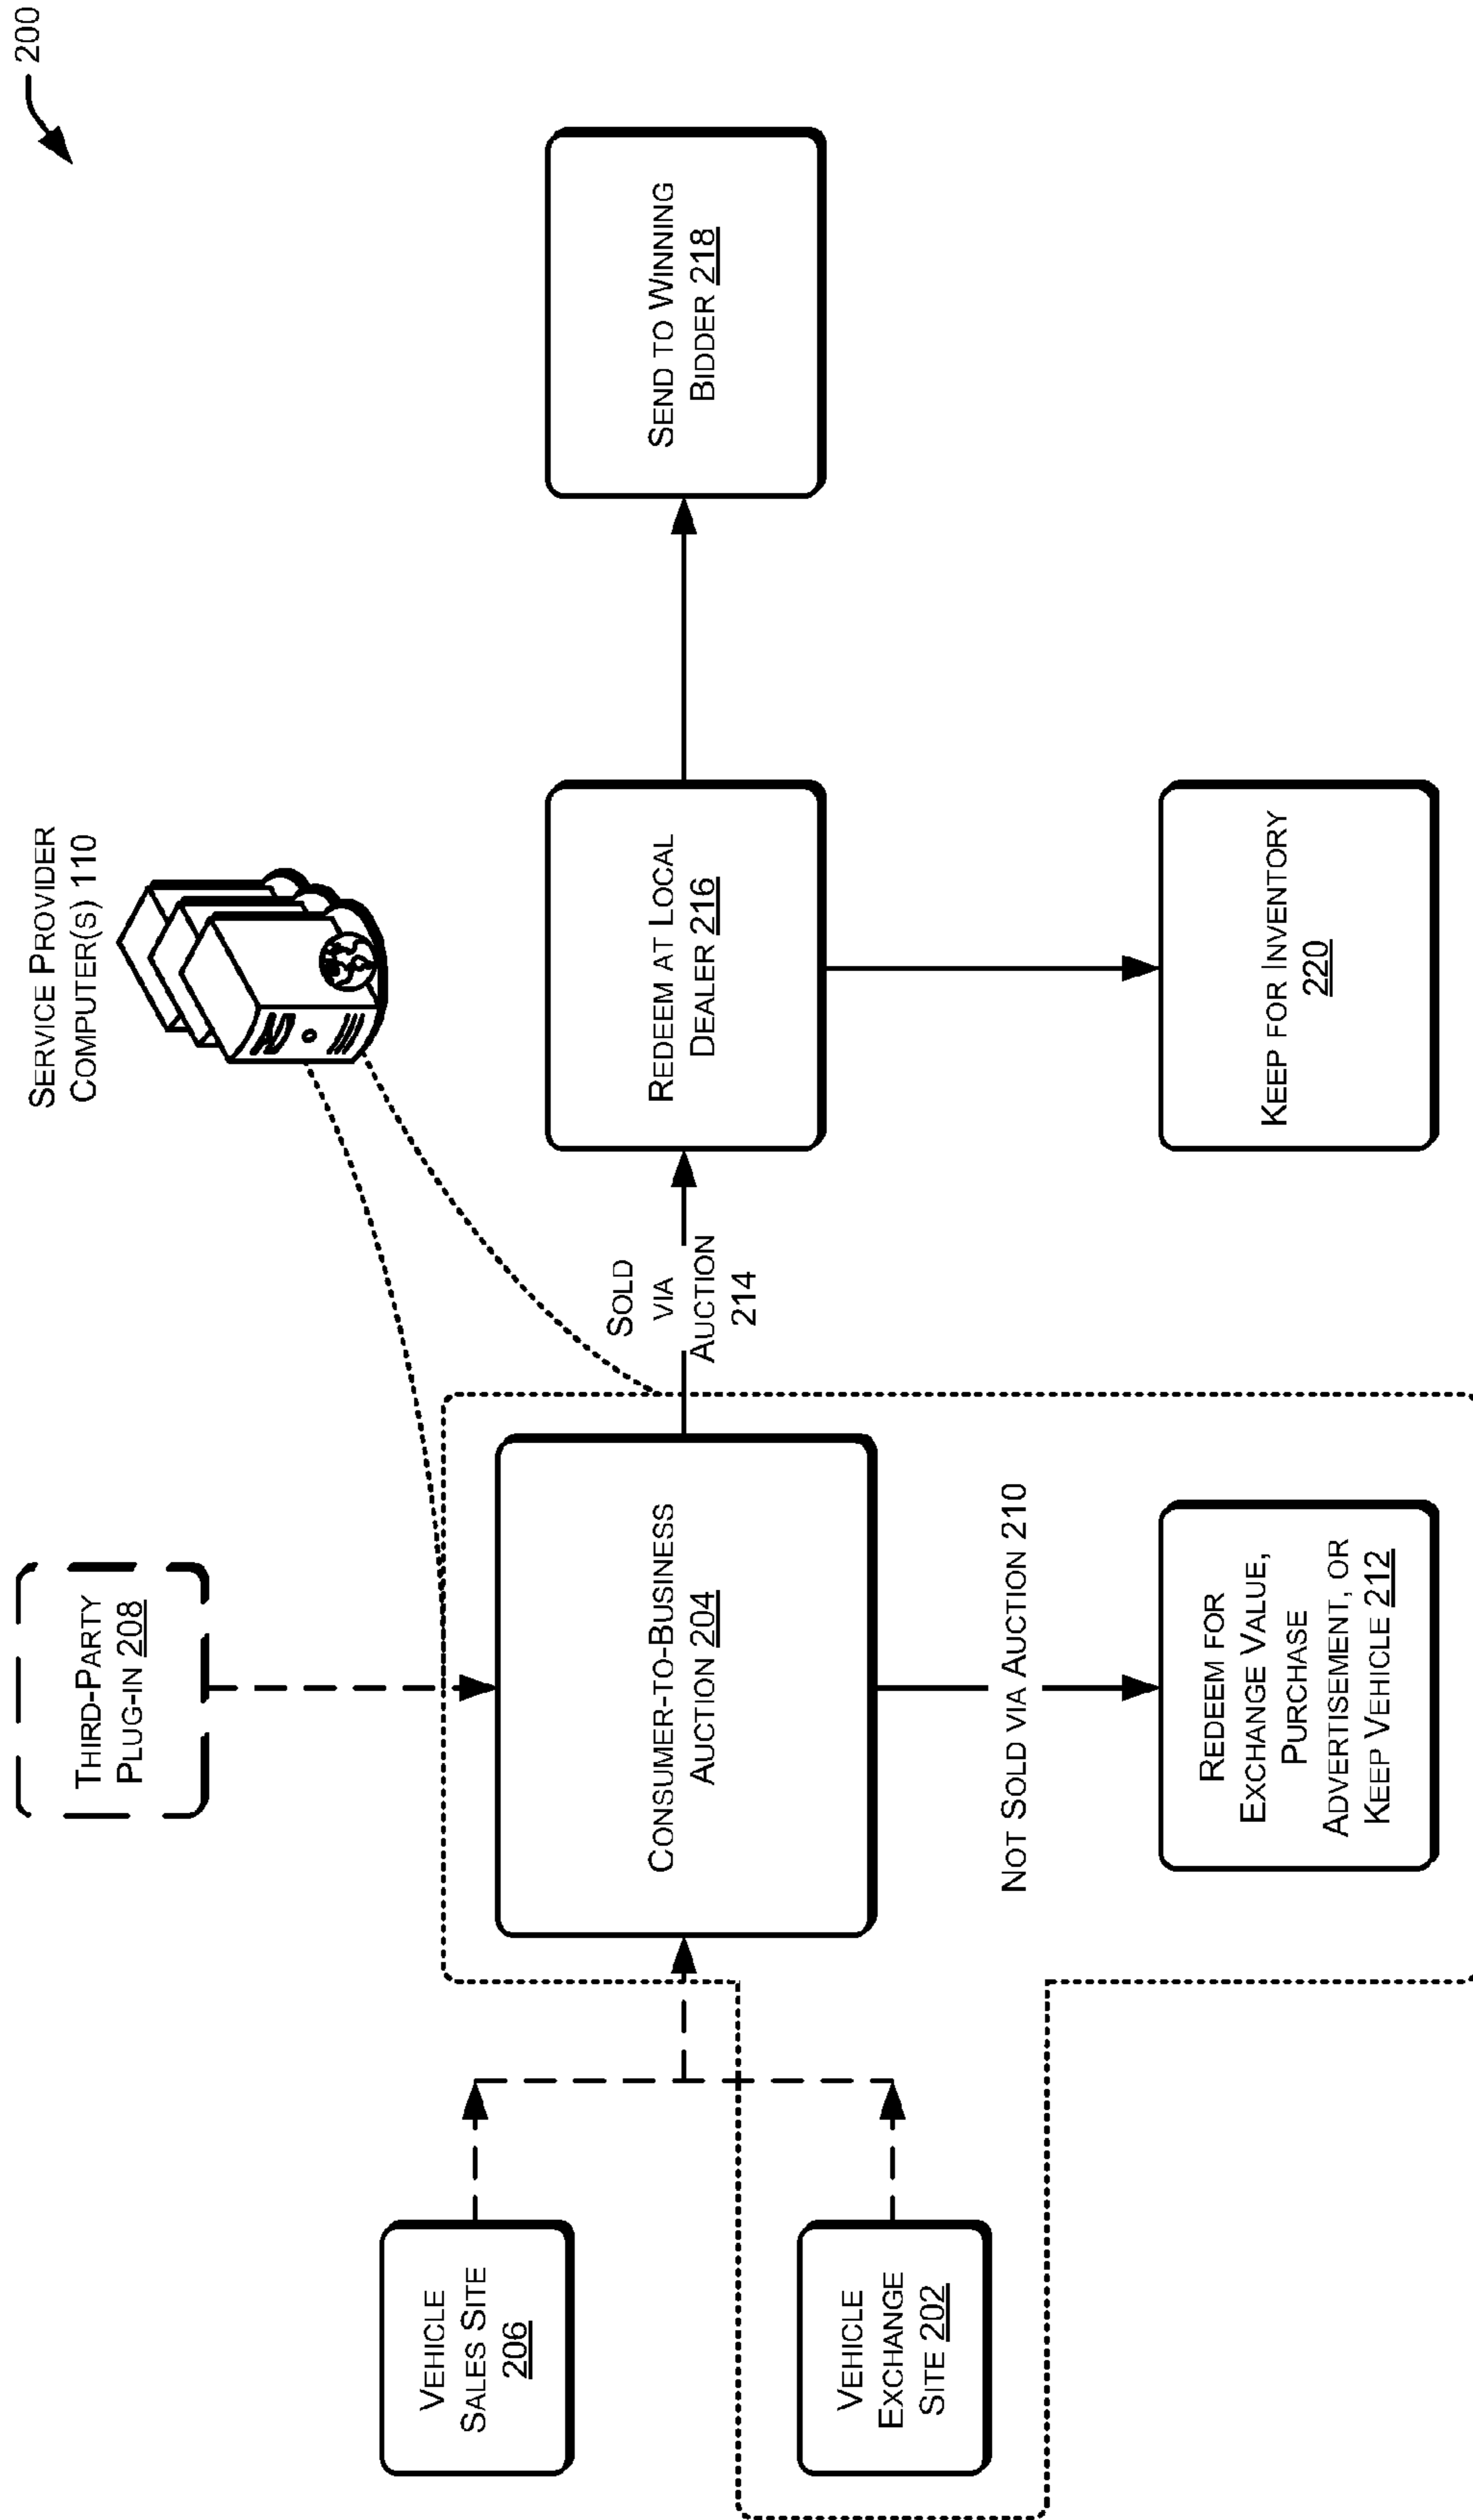 200
SERVICE PROVIDER
COMPUTER(S) 110
THIRD-PARTY
PLUG-IN 208
VEHICLE
SALES SITE
206
VEHICLE
EXCHANGE
SITE 202
CONSUMER-TO-BUSINESS
AUCTION 204
SOLD
VIA
AUCTION
214
REDEEM AT LOCAL
DEALER 216
SEND TO WINNING
BIDDER 218
NOT SOLD VIA AUCTION 210
REDEEM FOR
EXCHANGE VALUE,
PURCHASE
ADVERTISEMENT, OR
KEEP VEHICLE 212
KEEP FOR INVENTORY
220